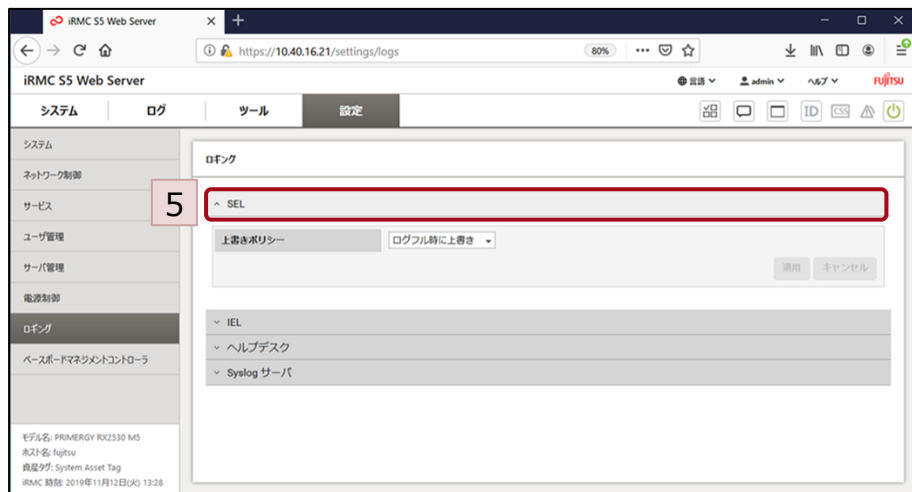 iRMC S5 Web Server
https://10.40.16.21/settings/logs
80%
iRMC S5 Web Server
言語
admin
ヘルプ
FUJITSU
システム
ログ
ツール
設定
ID
CSS
システム
ネットワーク制御
サービス
ユーザ管理
サーバ管理
電源制御
ロギング
ベースボードマネジメントコントローラ
モデル名: PRIMERGY RX2530 M5
ホスト名: fujitsu
資産タグ: System Asset Tag
iRMC 時刻: 2019年11月12日(火) 13:28
ロギング
5
SEL
上書きポリシー
ログフル時に上書き
適用
キャンセル
IEL
ヘルプデスク
Syslog サーバ